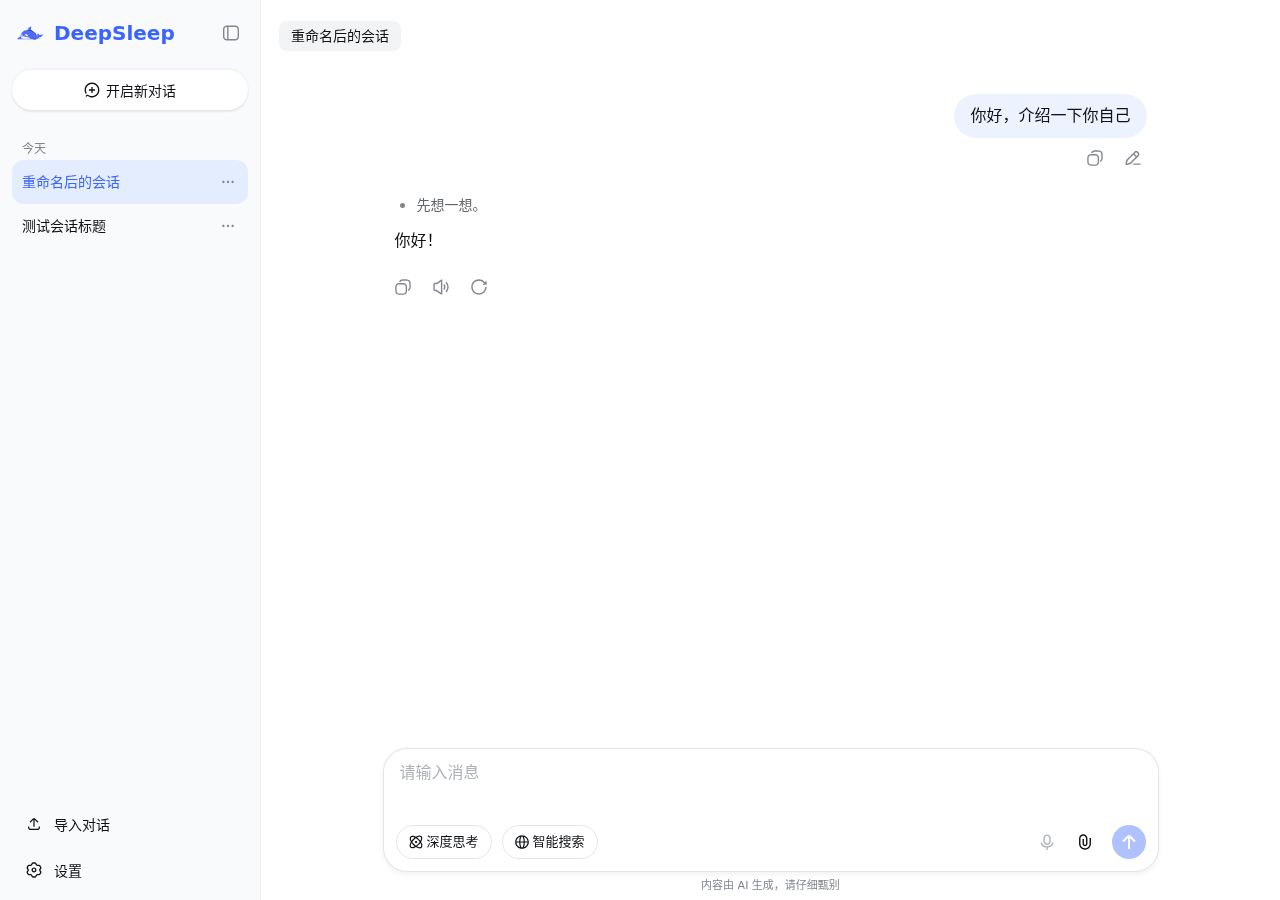 DeepSleep
开启新对话
今天
重命名后的会话
测试会话标题
导入对话
设置
重命名后的会话
你好，介绍一下你自己
先想一想。
你好！
请输入消息
深度思考
智能搜索
内容由 AI 生成，请仔细甄别